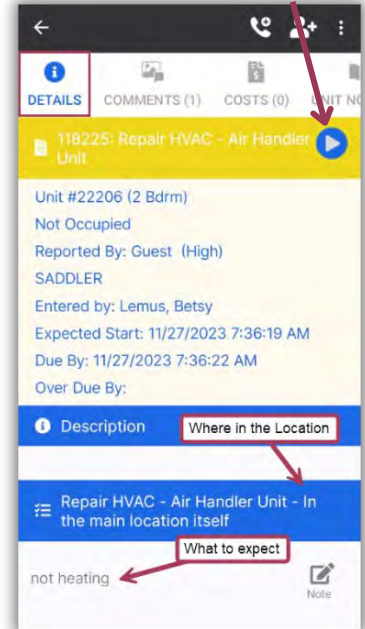 DETAILS COMMENTS (1) COSTS (0) UNIT NO
118225: Repair HVAC - Air Handler
Unit
Unit #22206 (2 Bdrm)
Not Occupied
Reported By: Guest (High)
SADDLER
Entered by: Lemus, Betsy
Expected Start: 11/27/2023 7:36:19 AM
Due By: 11/27/2023 7:36:22 AM
Over Due By:
Description
Where in the Location
Repair HVAC - Air Handler Unit - In
the main location itself
What to expect
not heating
Note